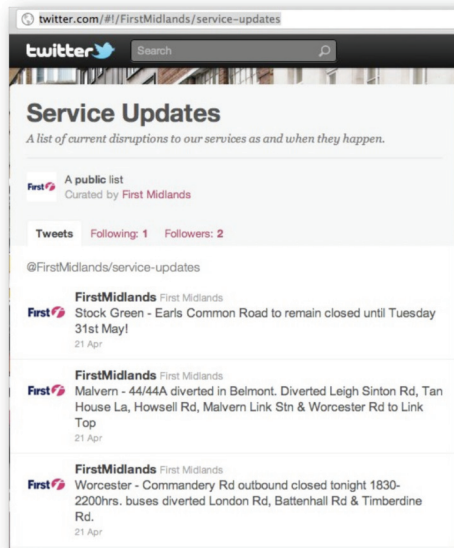 twitter.com/#!/FirstMidlands/service-updates
twitter
Search
Service Updates
A list of current disruptions to our services as and when they happen.
First
A public list
Curated by First Midlands
Tweets Following: 1 Followers: 2
@FirstMidlands/service-updates
FirstMidlands First Midlands
First
Stock Green - Earls Common Road to remain closed until Tuesday
31st May!
21 Apr
FirstMidlands First Midlands
First
Malvern - 44/44A diverted in Belmont. Diverted Leigh Sinton Rd, Tan
House La, Howsell Rd, Malvern Link Stn & Worcester Rd to Link
Top
21 Apr
FirstMidlands First Midlands
First
Worcester - Commandery Rd outbound closed tonight 1830-
2200hrs. buses diverted London Rd, Battenhall Rd & Timberdine
Rd.
21 Apr